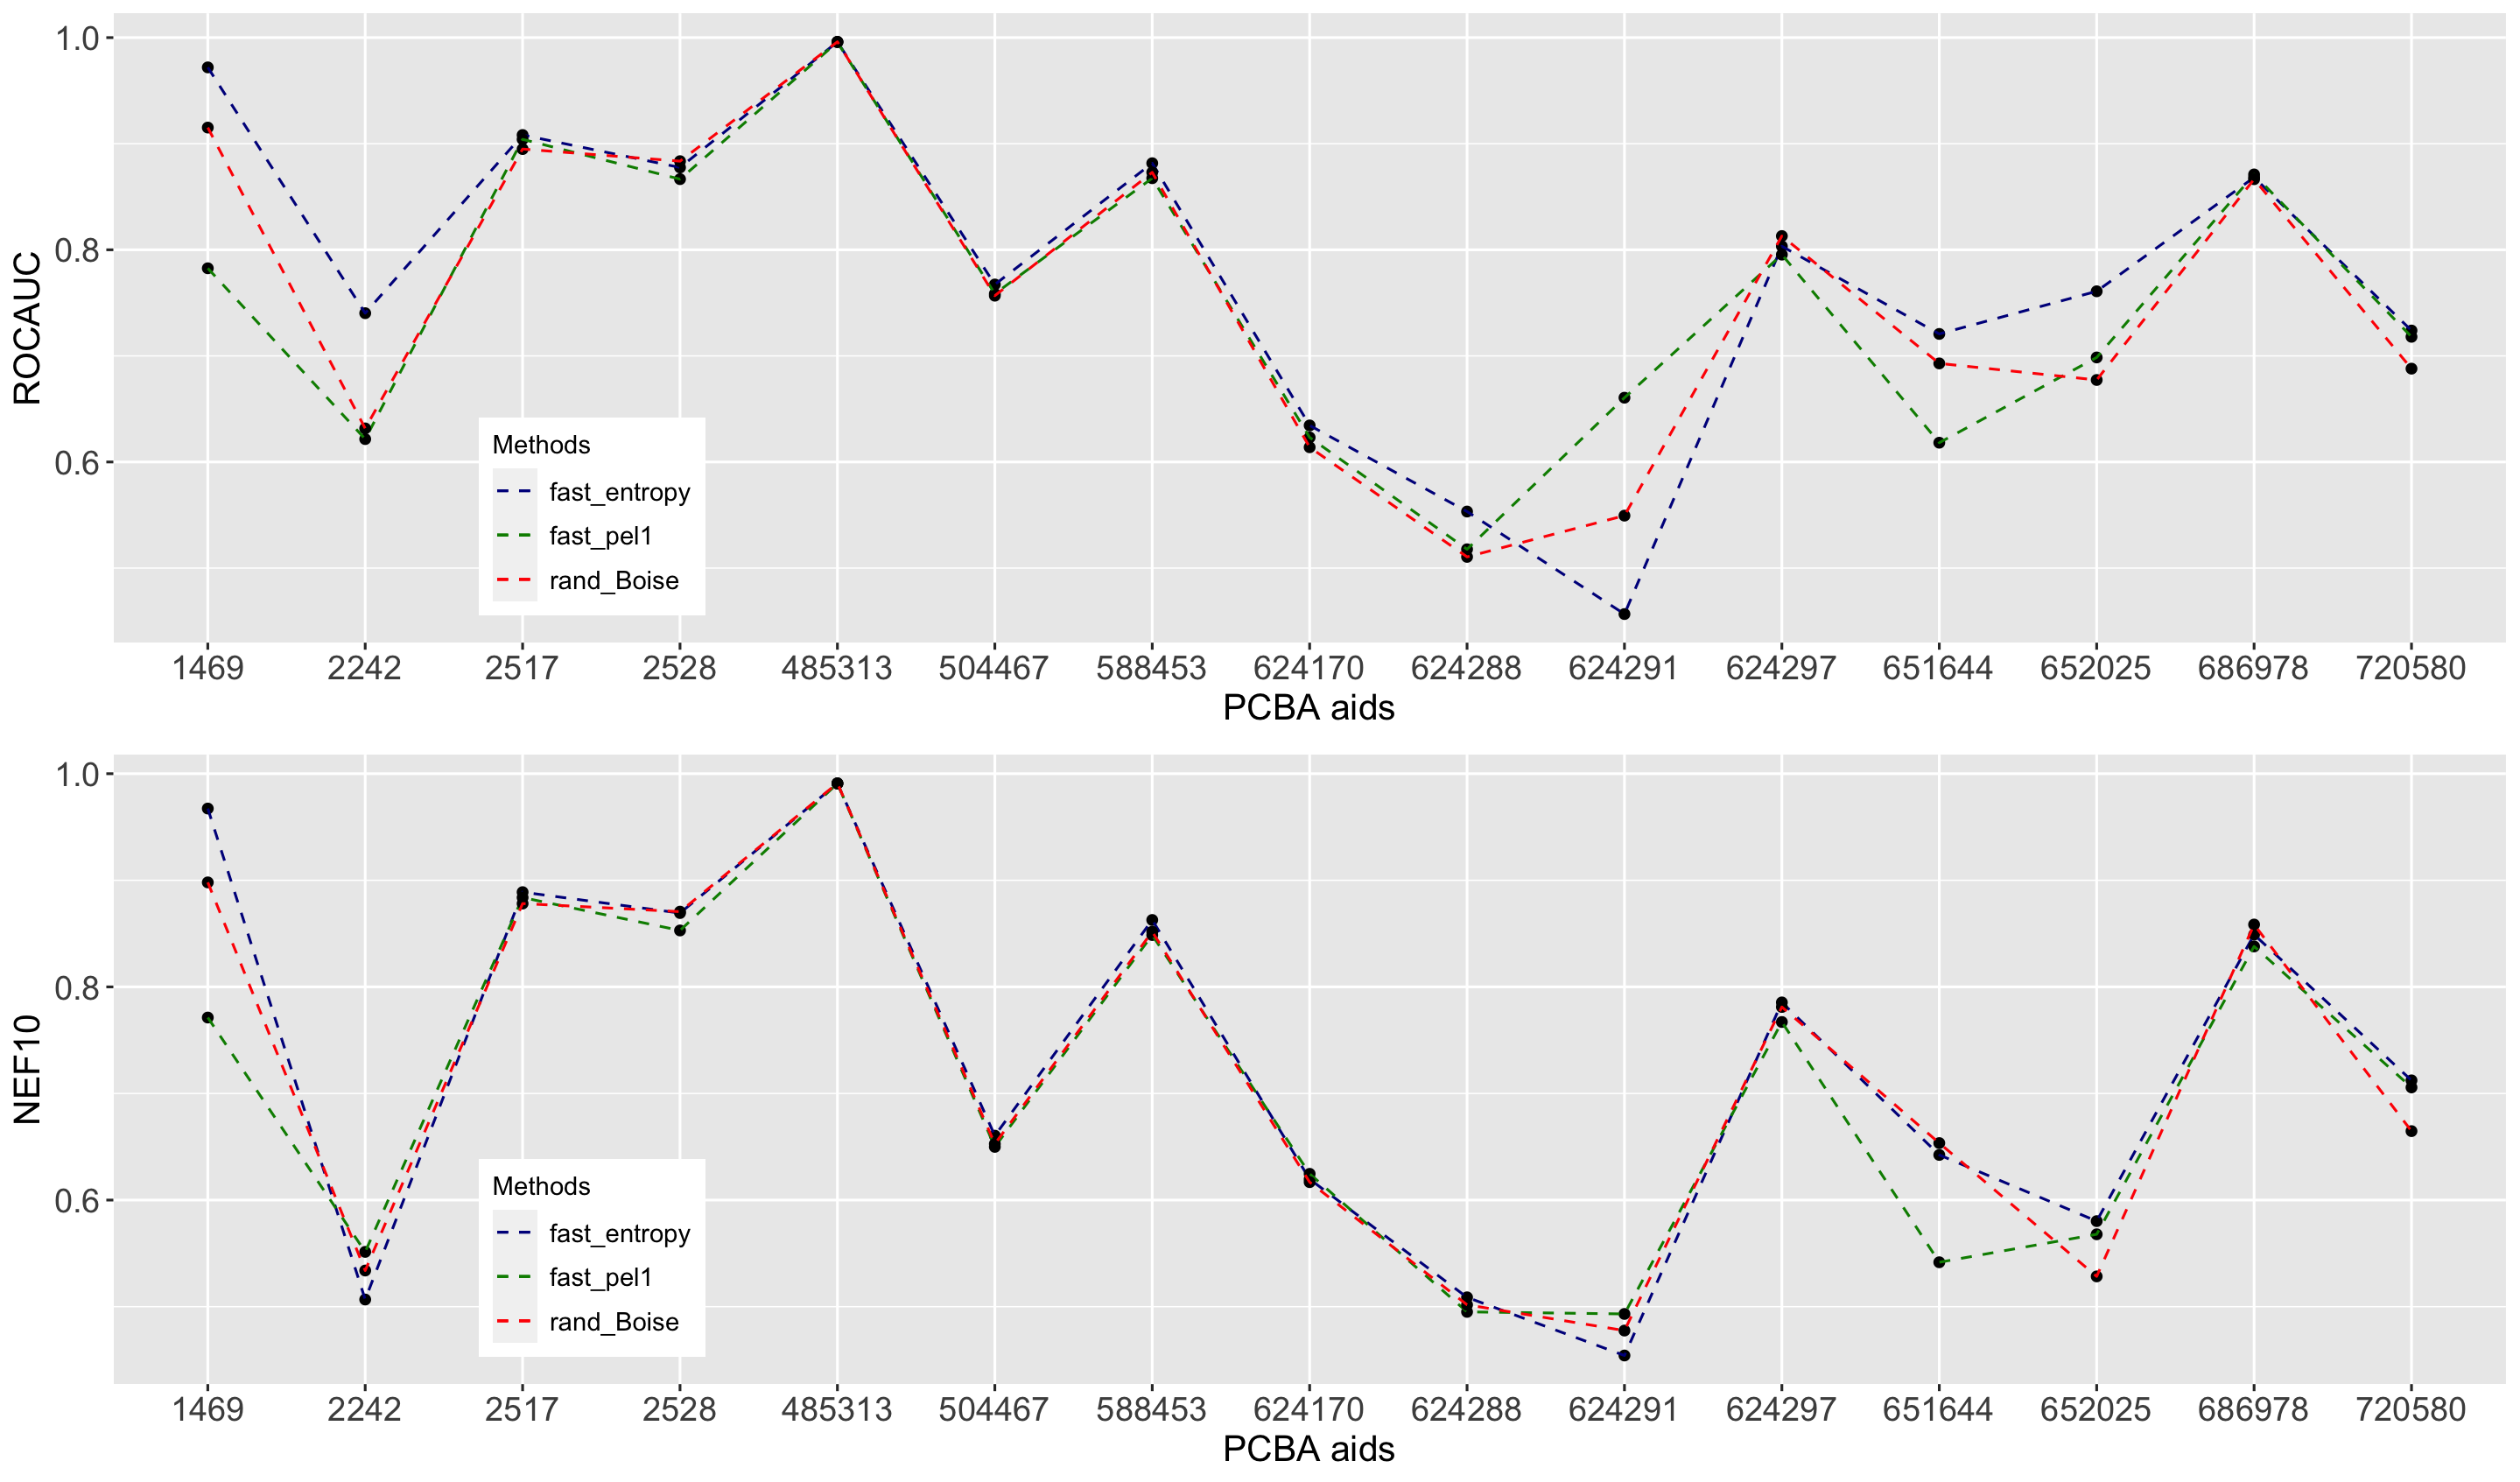 1.0
0.8
0.6
ROCAUC
Methods
fast_entropy
fast_pel1
rand_Boise
1469 2242 2517 2528 485313 504467 588453 624170 624288 624291 624297 651644 652025 686978 720580
PCBA aids
1.0
0.8
0.6
NEF10
Methods
fast_entropy
fast_pel1
rand_Boise
1469 2242 2517 2528 485313 504467 588453 624170 624288 624291 624297 651644 652025 686978 720580
PCBA aids